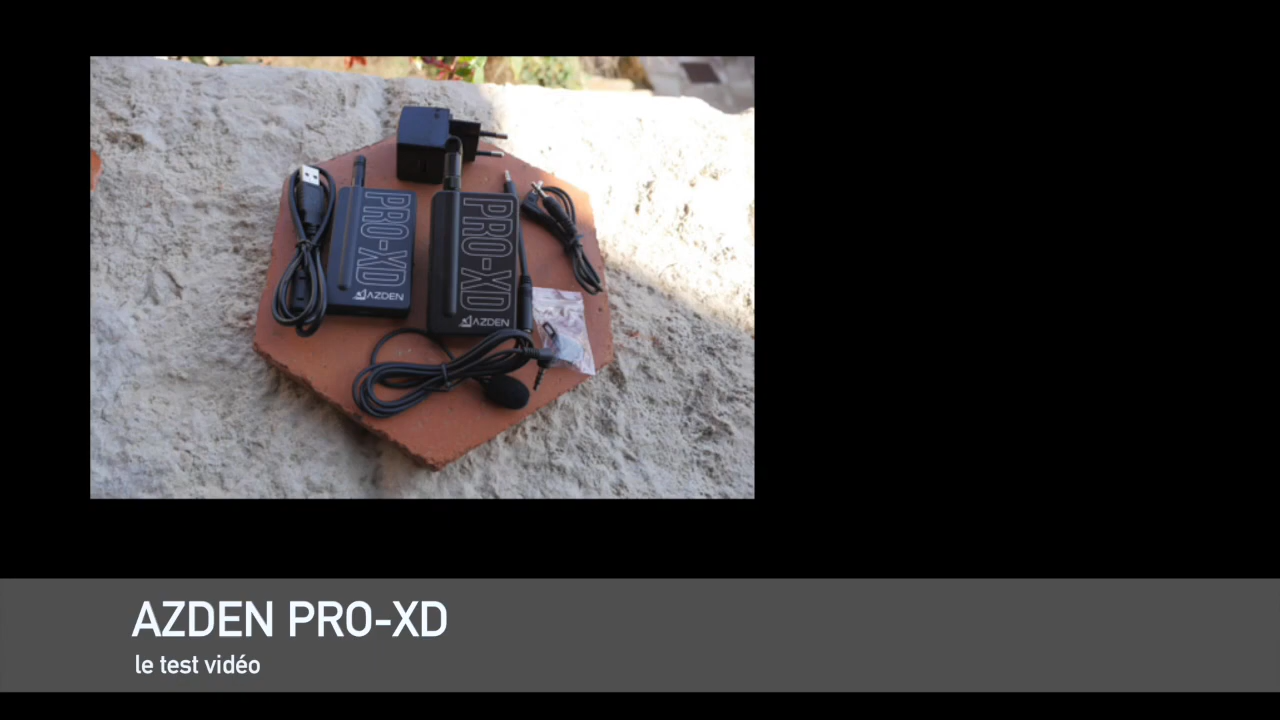 PRO-XD
AZDEN
PRO-XD
AZDEN
AZDEN PRO-XD
le test vidéo